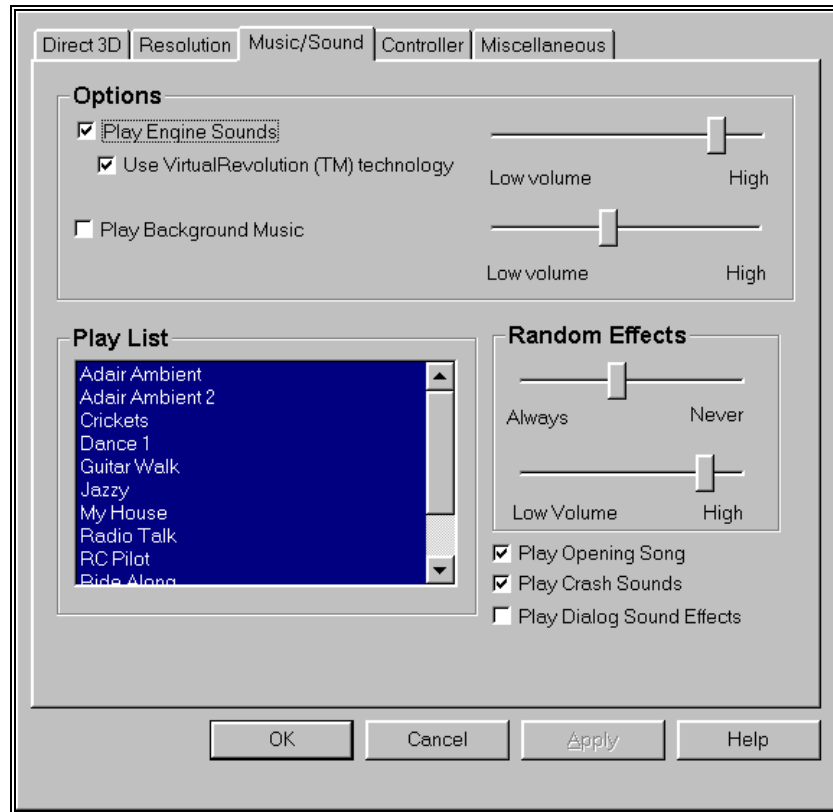 Direct 3D Resolution Music/Sound Controller Miscellaneous
Options
Play Engine Sounds
Use VirtualRevolution (TM) technology
Low volume High
Play Background Music
Low volume High
Play List
Adair Ambient
Adair Ambient 2
Crickets
Dance 1
Guitar Walk
Jazzy
My House
Radio Talk
RC Pilot
Ride Along
Random Effects
Always Never
Low Volume High
Play Opening Song
Play Crash Sounds
Play Dialog Sound Effects
OK Cancel Apply Help